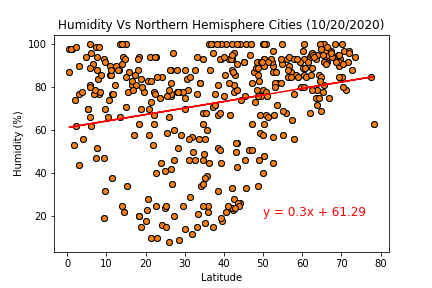 Humidity Vs Northern Hemisphere Cities (10/20/2020)
100
80
60
40
20
Humidity (%)
y = 0.3x + 61.29
0 10 20 30 40 50 60 70 80
Latitude